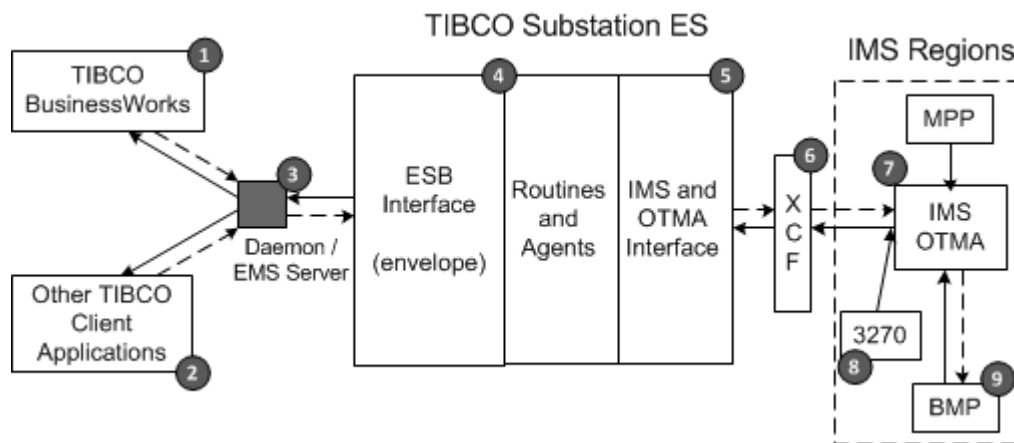 TIBCO Substation ES
IMS Regions
1
TIBCO
BusinessWorks
2
Other TIBCO
Client
Applications
3
Daemon /
EMS Server
4
ESB
Interface
(envelope)
Routines
and
Agents
5
IMS and
OTMA
Interface
6
X
C
F
MPP
7
IMS
OTMA
3270
8
9
BMP